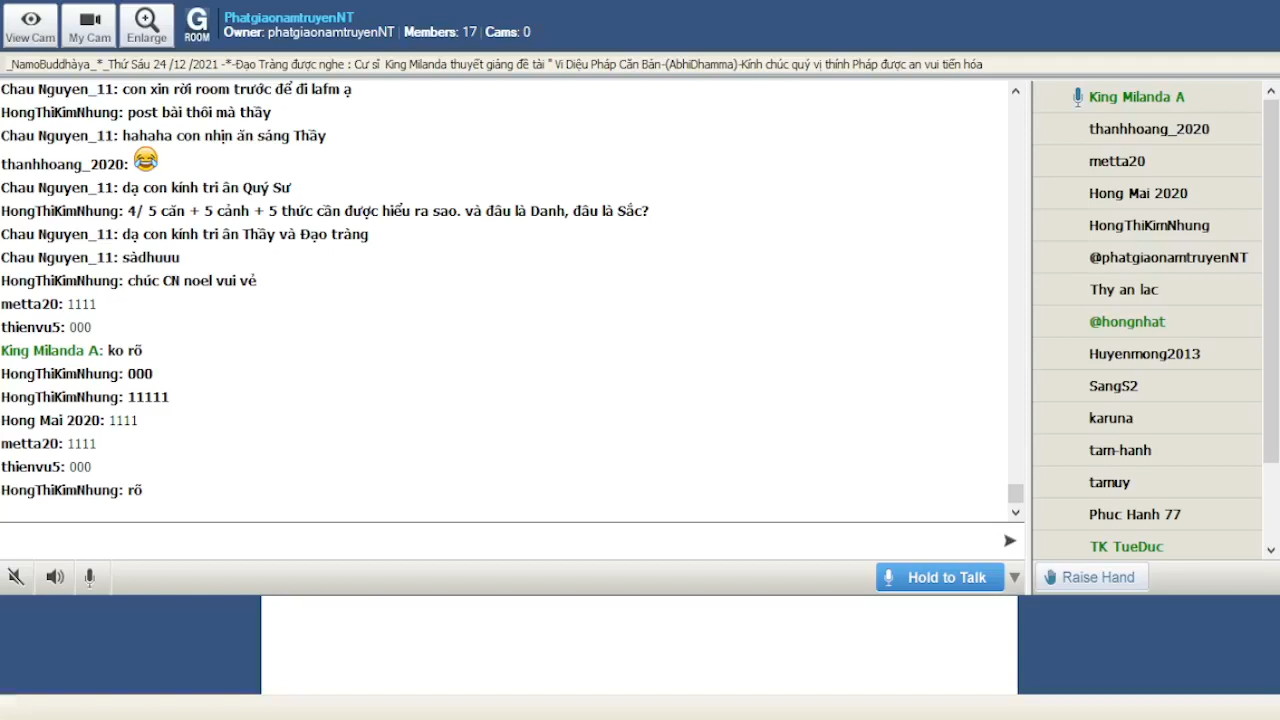 View Cam
My Cam
Enlarge
G
ROOM
PhatgiaonamtruyenNT
Owner: phatgiaonamtruyenNT | Members: 17 | Cams: 0
_NamoBuddhàya_*_Thứ Sáu 24 /12 /2021 -*-Đạo Tràng được nghe : Cư sĩ King Milanda thuyết giảng đề tài " Vi Diệu Pháp Căn Bản-(AbhiDhamma)-Kính chúc quý vị thính Pháp được an vui tiến hóa
Chau Nguyen_11: con xin rời room trước để đi lafm ạ
HongThiKimNhung: post bài thôi mà thầy
Chau Nguyen_11: hahaha con nhịn ăn sáng Thầy
thanhhoang_2020: 😂
Chau Nguyen_11: dạ con kính tri ân Quý Sư
HongThiKimNhung: 4/ 5 căn + 5 cảnh + 5 thức cần được hiểu ra sao. và đâu là Danh, đâu là Sắc?
Chau Nguyen_11: dạ con kính tri ân Thầy và Đạo tràng
Chau Nguyen_11: sàdhuuu
HongThiKimNhung: chúc CN noel vui vẻ
metta20: 1111
thienvu5: 000
King Milanda A: ko rõ
HongThiKimNhung: 000
HongThiKimNhung: 11111
Hong Mai 2020: 1111
metta20: 1111
thienvu5: 000
HongThiKimNhung: rõ
King Milanda A
thanhhoang_2020
metta20
Hong Mai 2020
HongThiKimNhung
@phatgiaonamtruyenNT
Thy an lac
@hongnhat
Huyenmong2013
SangS2
karuna
tam-hanh
tamuy
Phuc Hanh 77
TK TueDuc
Hold to Talk
Raise Hand